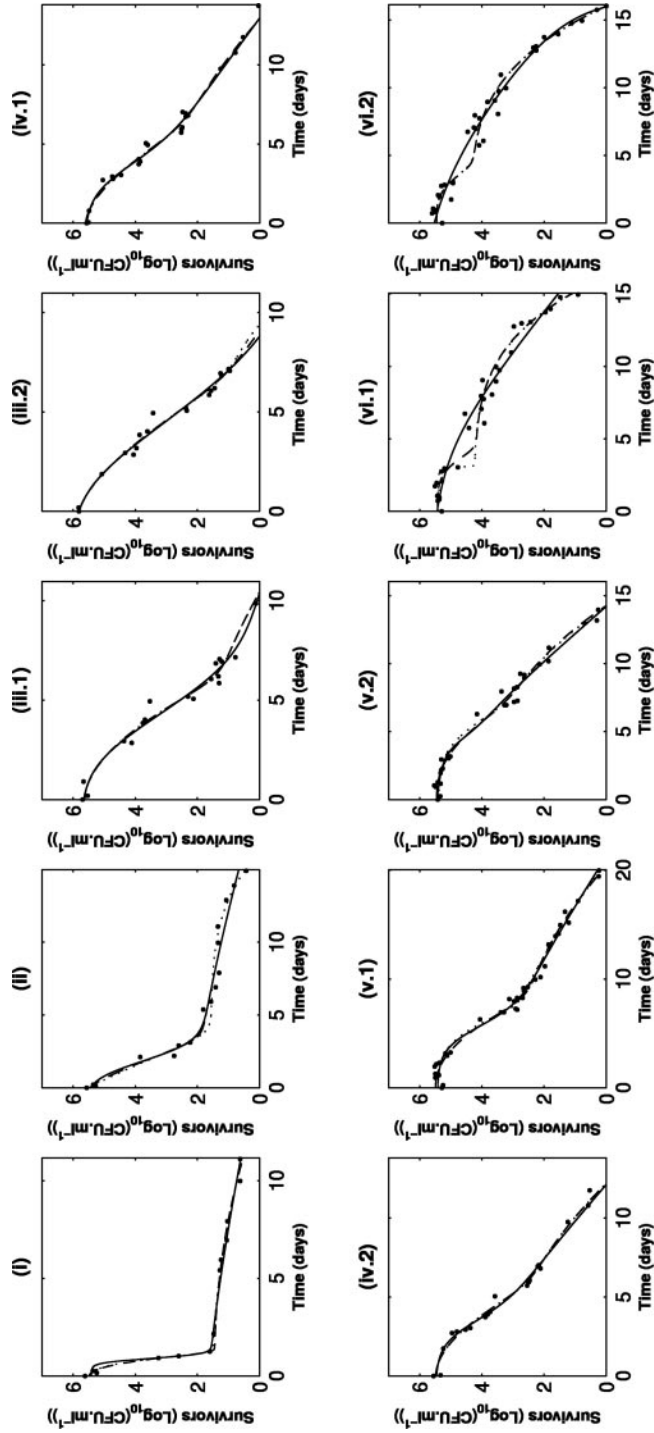 (i)
Survivors (Log₁₀(CFU.ml⁻¹))
6
4
2
0
0 5 10
Time (days)
(ii)
Survivors (Log₁₀(CFU.ml⁻¹))
6
4
2
0
0 5 10
Time (days)
(iii.1)
Survivors (Log₁₀(CFU.ml⁻¹))
6
4
2
0
0 5 10
Time (days)
(iii.2)
Survivors (Log₁₀(CFU.ml⁻¹))
6
4
2
0
0 5 10
Time (days)
(iv.1)
Survivors (Log₁₀(CFU.ml⁻¹))
6
4
2
0
0 5 10
Time (days)
(iv.2)
Survivors (Log₁₀(CFU.ml⁻¹))
6
4
2
0
0 5 10
Time (days)
(v.1)
Survivors (Log₁₀(CFU.ml⁻¹))
6
4
2
0
0 5 10 15 20
Time (days)
(v.2)
Survivors (Log₁₀(CFU.ml⁻¹))
6
4
2
0
0 5 10 15
Time (days)
(vi.1)
Survivors (Log₁₀(CFU.ml⁻¹))
6
4
2
0
0 5 10 15
Time (days)
(vi.2)
Survivors (Log₁₀(CFU.ml⁻¹))
6
4
2
0
0 5 10 15
Time (days)